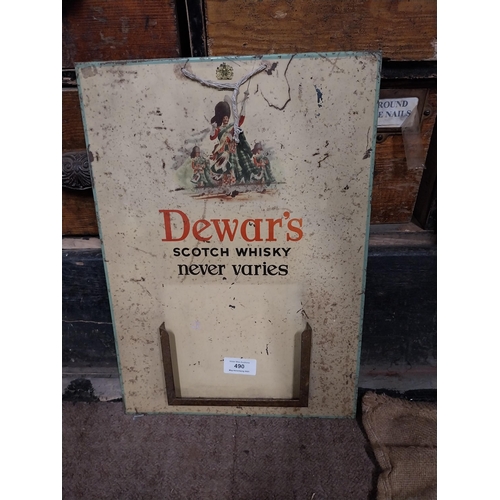 ROUND
E NAILS
Dewar's
SCOTCH WHISKY
never varies
490